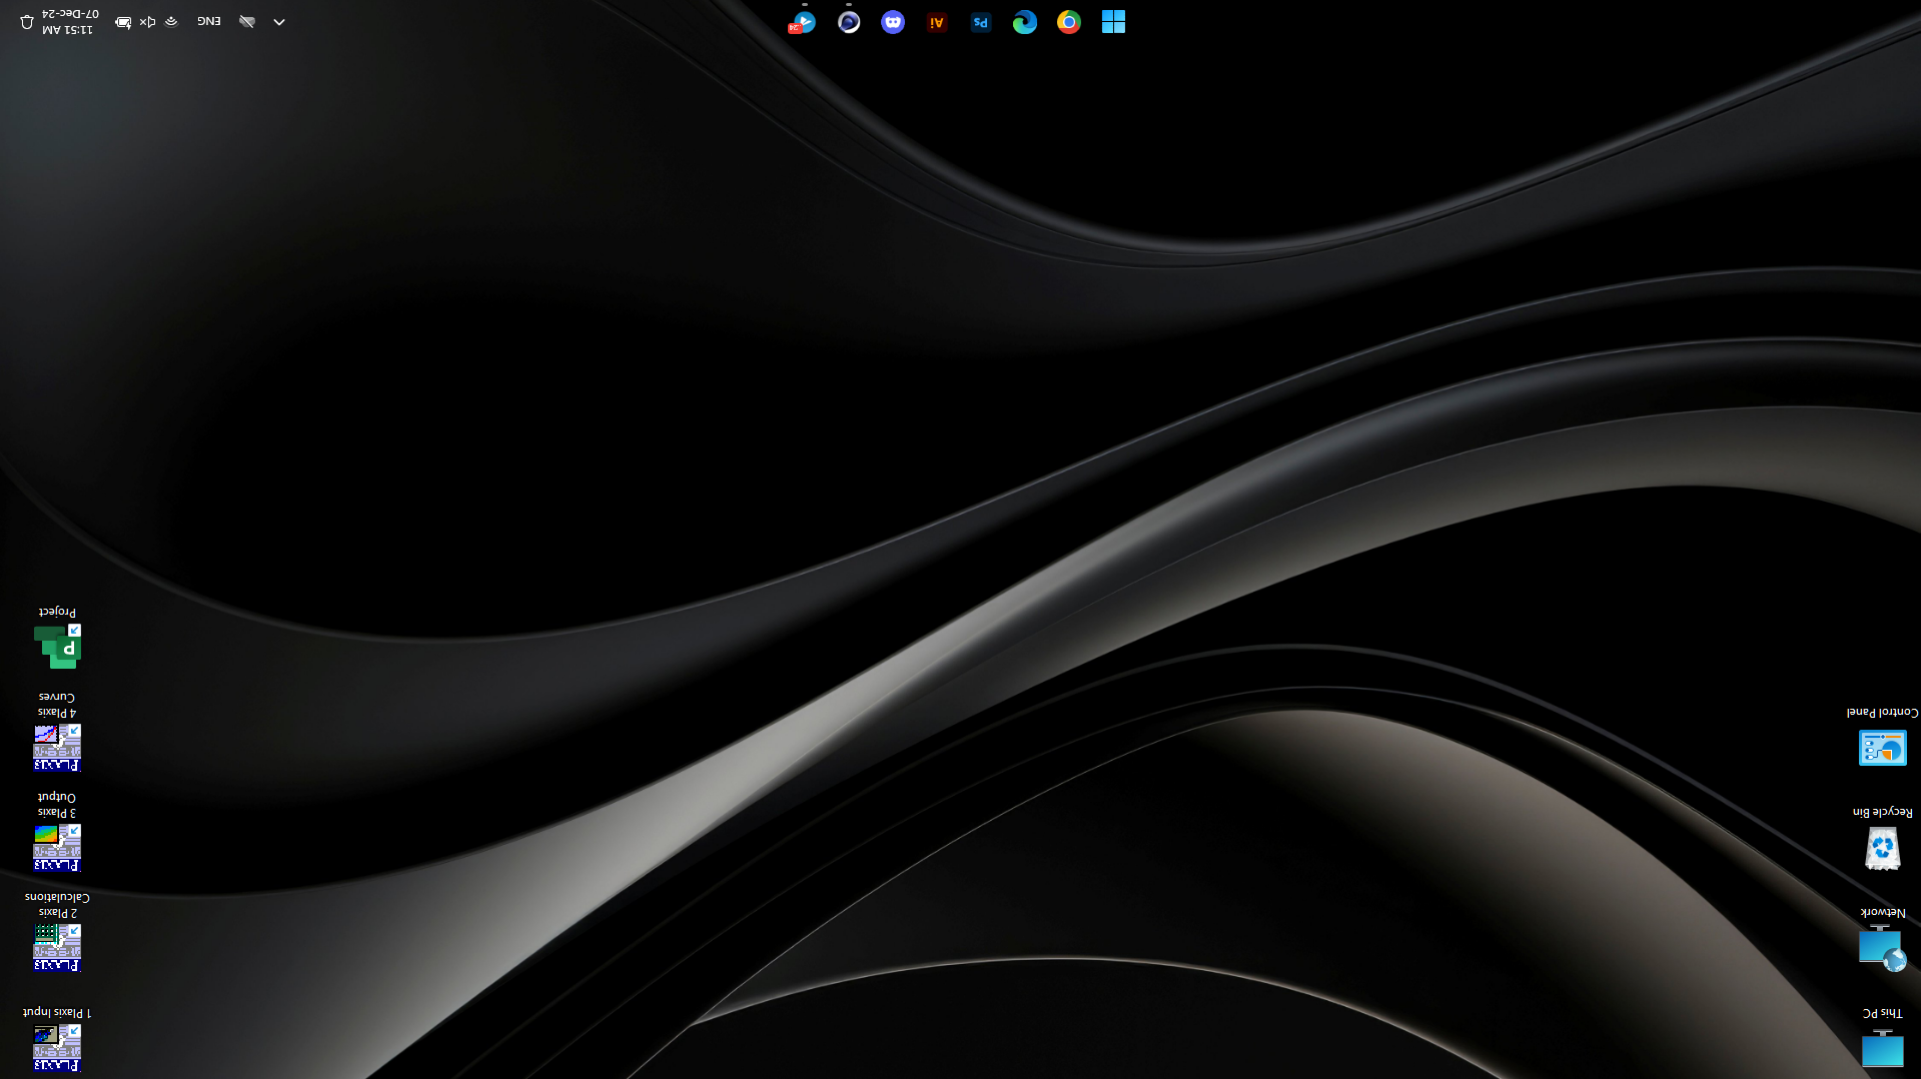 This PC
Network
Recycle Bin
Control Panel
1 Plaxis Input
2 Plaxis
Calculations
3 Plaxis
Output
4 Plaxis
Curves
Project
P
Ps
Ai
24
ENG
11:51 AM
07-Dec-24